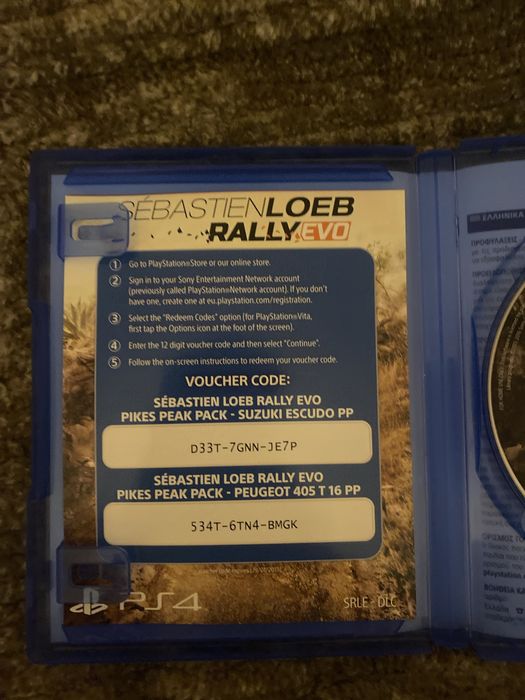 SÉBASTIEN LOEB
RALLY EVO
1 Go to PlayStation®Store or our online store.
2 Sign in to your Sony Entertainment Network account
(previously called PlayStation®Network account). If you don't
have one, create one at eu.playstation.com/registration.
3 Select the "Redeem Codes" option (for PlayStation®Vita,
first tap the Options icon at the foot of the screen).
4 Enter the 12 digit voucher code and then select "Continue".
5 Follow the on-screen instructions to redeem your voucher code.
VOUCHER CODE:
SÉBASTIEN LOEB RALLY EVO
PIKES PEAK PACK - SUZUKI ESCUDO PP
D33T-7GNN-JE7P
SÉBASTIEN LOEB RALLY EVO
PIKES PEAK PACK - PEUGEOT 405 T 16 PP
534T-6TN4-BMGK
PS4
SRLE - DLC
ΕΛΛΗΝΙΚΑ
ΠΡΟΦΥΛΑΞΕΙΣ
ΟΡΙΣΜΟΣ ΤΟ
playstation
ΒΟΗΘΕΙΑ ΚΑ